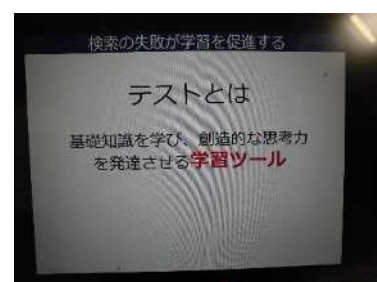 検索の失敗が学習を促進する
テストとは
基礎知識を学び、創造的な思考力
を発達させる学習ツール